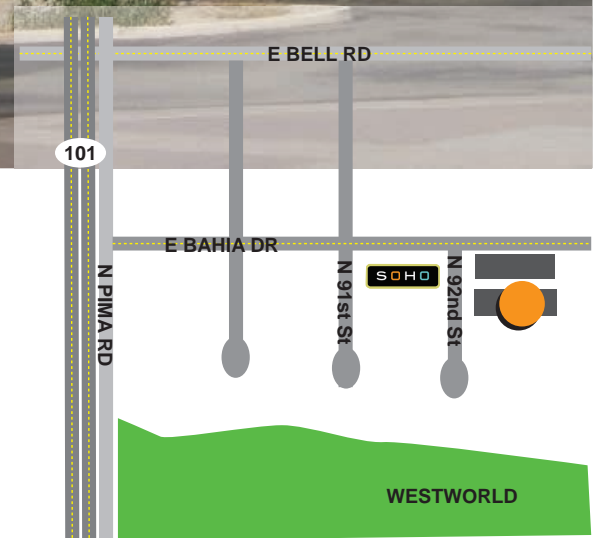 E BELL RD
101
E BAHIA DR
N PIMA RD
N 91st St
SOHO
N 92nd St
WESTWORLD